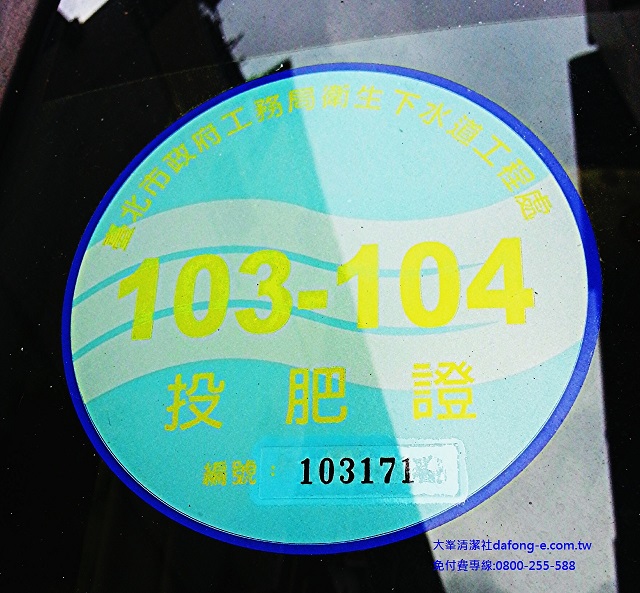 臺北市政府工務局衛生下水道工程處
103-104
投肥證
編號：103171
大峯清潔社dafong-e.com.tw
免付費專線:0800-255-588